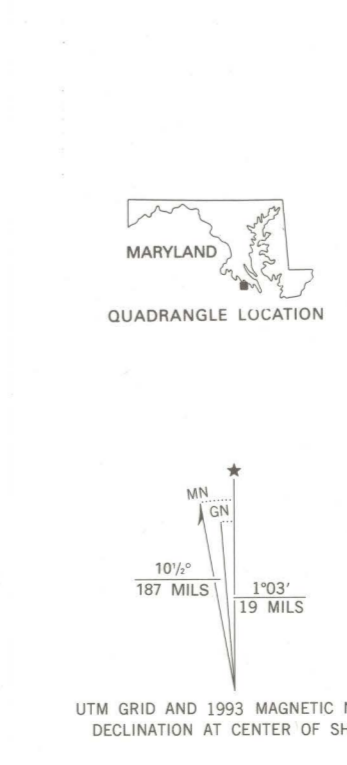 MARYLAND
QUADRANGLE LOCATION
MN
GN
10½°
187 MILS
1°03′
19 MILS
UTM GRID AND 1993 MAGNETIC
DECLINATION AT CENTER OF